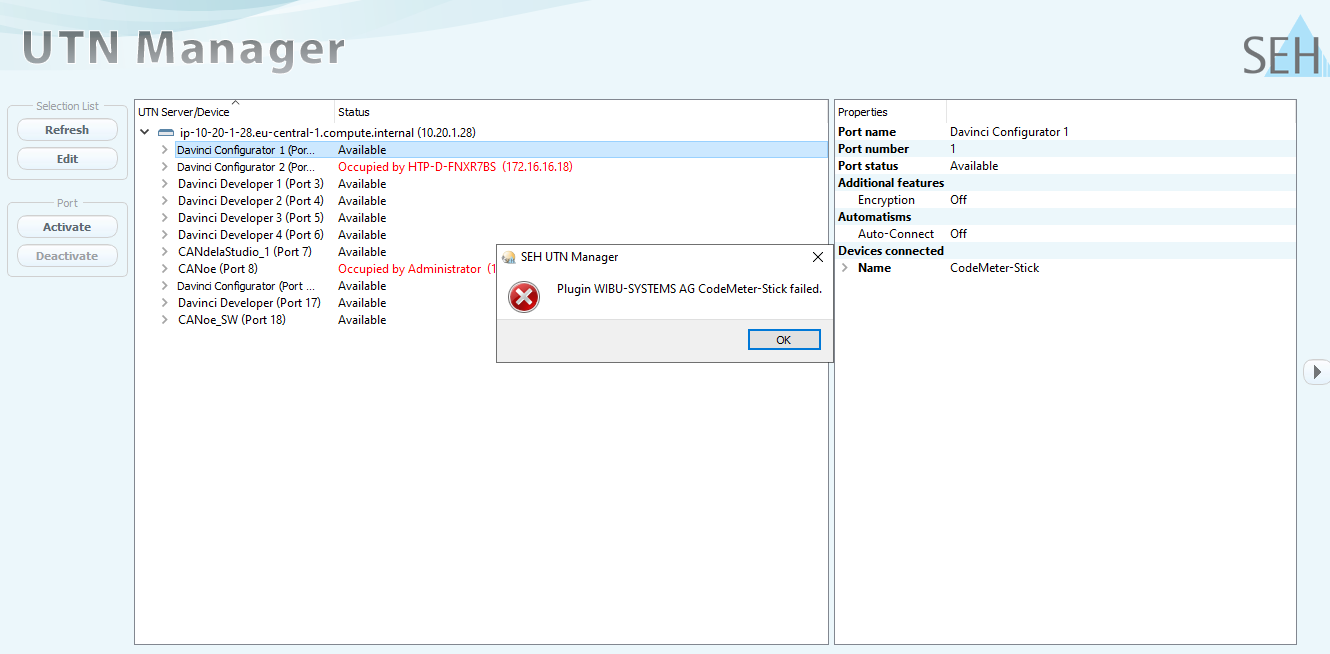 UTN Manager
SEH
Selection List
Refresh
Edit
Port
Activate
Deactivate
UTN Server/Device Status
ip-10-20-1-28.eu-central-1.compute.internal (10.20.1.28)
Davinci Configurator 1 (Por... Available
Davinci Configurator 2 (Por... Occupied by HTP-D-FNXR7BS (172.16.16.18)
Davinci Developer 1 (Port 3) Available
Davinci Developer 2 (Port 4) Available
Davinci Developer 3 (Port 5) Available
Davinci Developer 4 (Port 6) Available
CANdelaStudio_1 (Port 7) Available
CANoe (Port 8) Occupied by Administrator (1
Davinci Configurator (Port ... Available
Davinci Developer (Port 17) Available
CANoe_SW (Port 18) Available
SEH UTN Manager
Plugin WIBU-SYSTEMS AG CodeMeter-Stick failed.
OK
Properties
Port name Davinci Configurator 1
Port number 1
Port status Available
Additional features
Encryption Off
Automatisms
Auto-Connect Off
Devices connected
Name CodeMeter-Stick